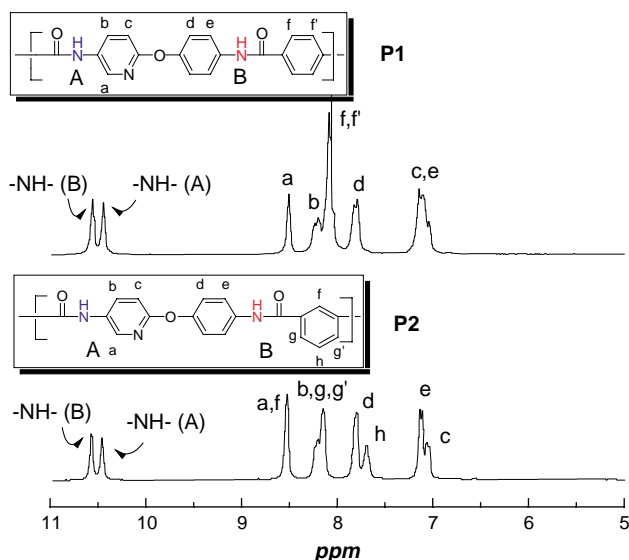 b c d e f f'
O H N O H N O
A N B
a
P1
f,f'
-NH- (B) -NH- (A) a b d c,e
b c d e f
O H N O H N O
P2
A N B g g'
a h
-NH- (B) -NH- (A) a,f b,g,g' d h e c
11 10 9 8 7 6 5
ppm